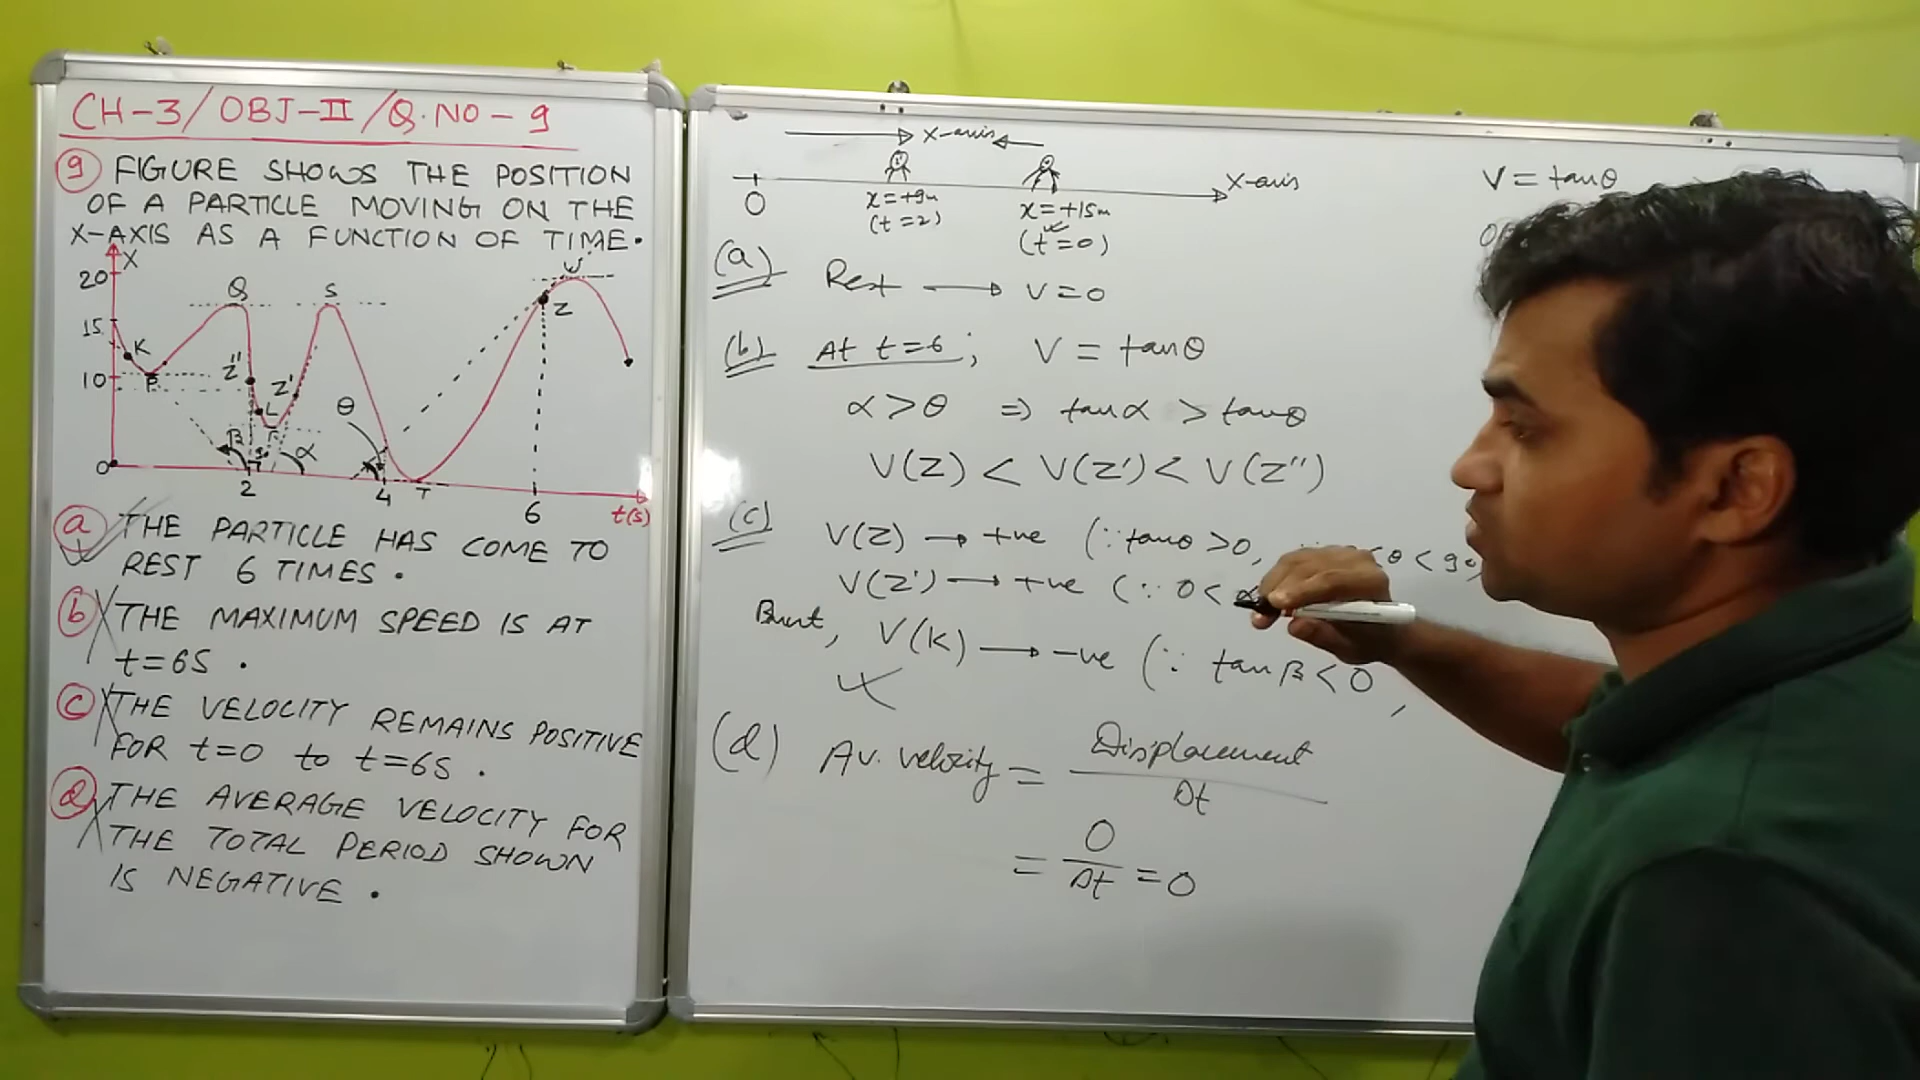 CH-3/OBJ-II/Q.NO-9
9 FIGURE SHOWS THE POSITION
OF A PARTICLE MOVING ON THE
X-AXIS AS A FUNCTION OF TIME.
X
20
15
10
0
K
P
Q
Z''
L
Z'
S
β
α
θ
T
U
Z
2
4
6
t(s)
a THE PARTICLE HAS COME TO
REST 6 TIMES.
b THE MAXIMUM SPEED IS AT
t=6S.
c THE VELOCITY REMAINS POSITIVE
FOR t=0 to t=6S.
d THE AVERAGE VELOCITY FOR
THE TOTAL PERIOD SHOWN
IS NEGATIVE.
X-axis
X-axis
0
x=+9m
(t=2)
x=+15m
(t=0)
V = tanθ
(a) Rest → V=0
(b) At t=6; V = tanθ
α>θ ⇒ tanα > tanθ
V(Z) < V(Z') < V(Z'')
(c) V(Z) → +ve (∵ tanθ>0,
θ < 90
V(Z') → +ve (∵ 0<
But, V(K) → -ve (∵ tanβ<0,
(d) Av. velocity = Displacement / Δt
= 0/Δt = 0